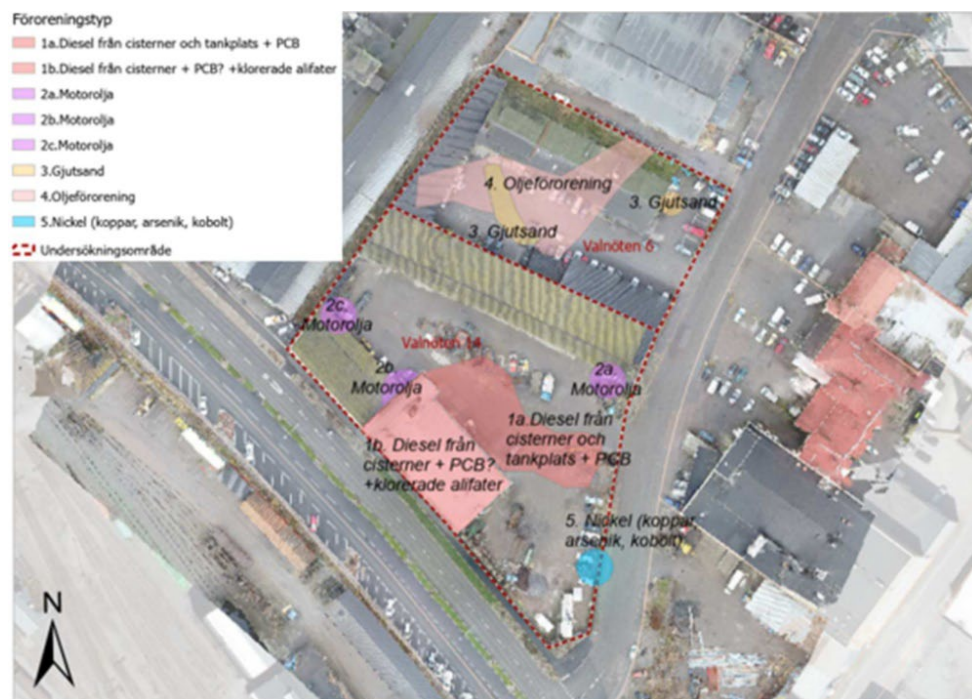 Föroreningstyp
1a.Diesel från cisterner och tankplats + PCB
1b.Diesel från cisterner + PCB? +klorerade alifater
2a.Motorolja
2b.Motorolja
2c.Motorolja
3.Gjutsand
4.Oljeförorening
5.Nickel (koppar, arsenik, kobolt)
Undersökningsområde
4. Oljeförorening
3. Gjutsand
3. Gjutsand
Valnöten 6
2c.
Motorolja
Valnöten 14
2b.
Motorolja
2a.
Motorolja
1a.Diesel från
cisterner och
tankplats + PCB
1b. Diesel från
cisterner + PCB?
+klorerade alifater
5. Nickel (koppar,
arsenik, kobolt)
N